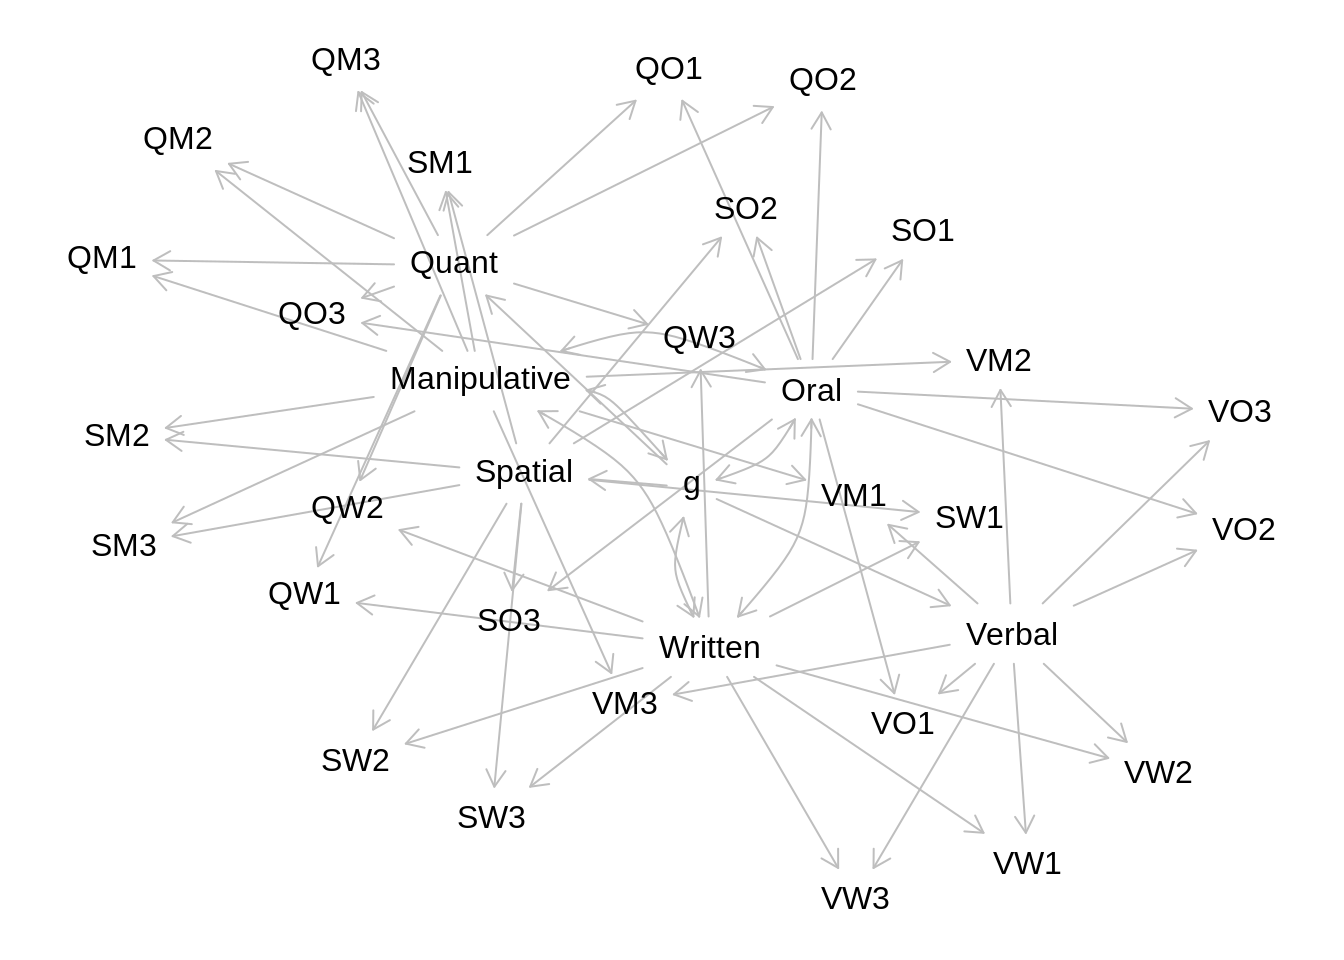 QM3
QO1
QO2
QM2
SM1
SO2
SO1
QM1
Quant
QO3
QW3
VM2
Manipulative
Oral
VO3
SM2
Spatial
g
VM1
QW2
SW1
VO2
SM3
QW1
SO3
Verbal
Written
VM3
VO1
SW2
VW2
SW3
VW1
VW3